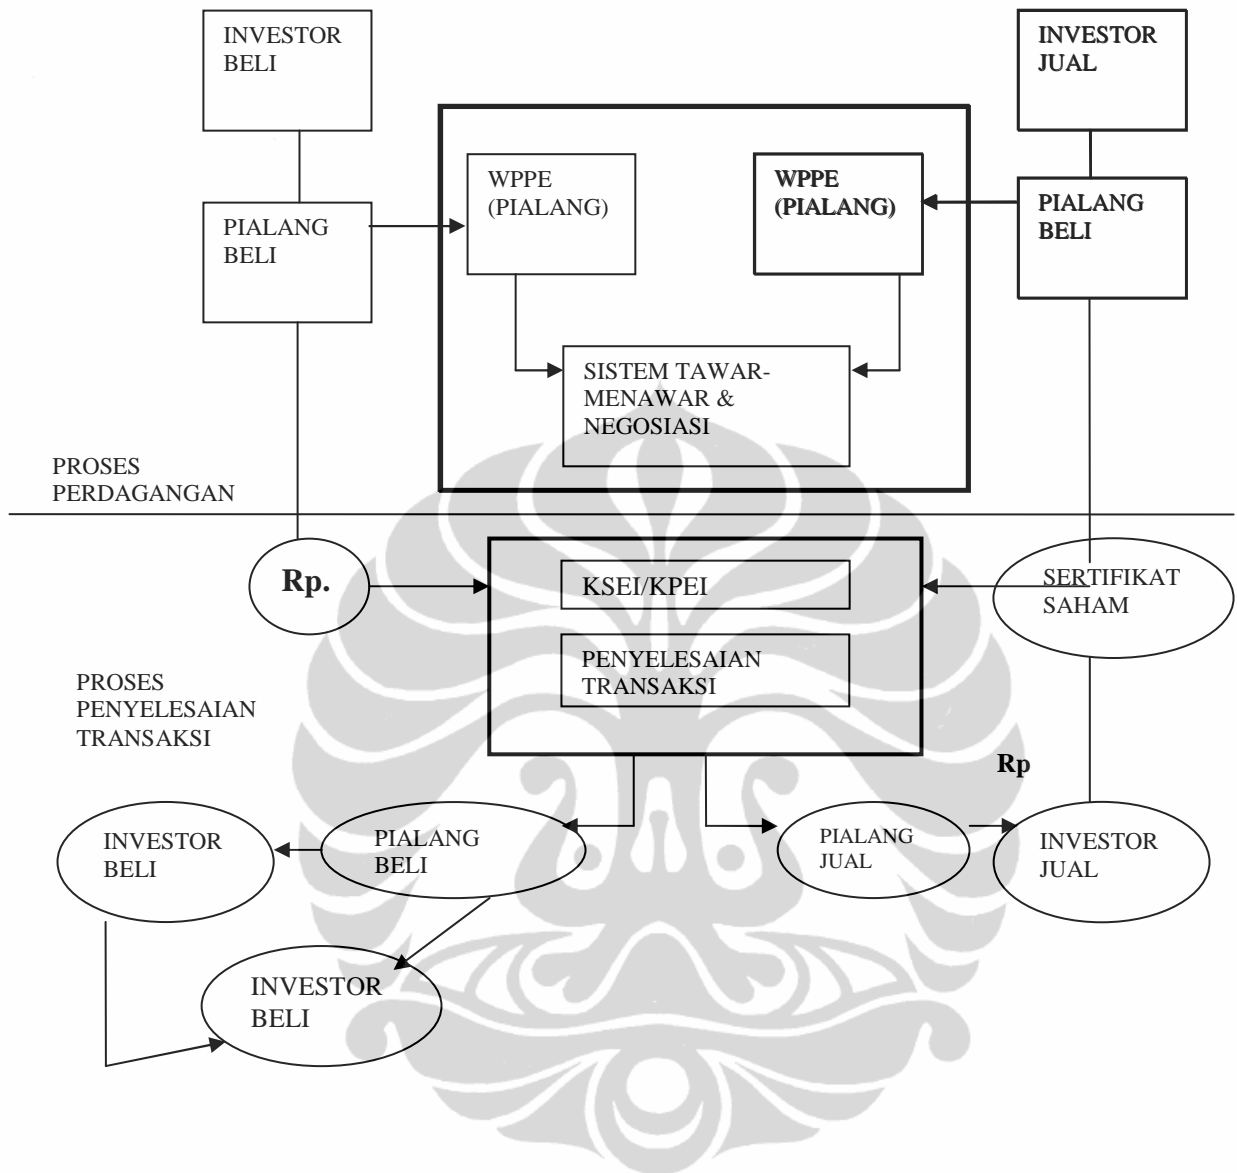 INVESTOR
BELI
INVESTOR
JUAL
WPPE
(PIALANG)
WPPE
(PIALANG)
PIALANG
BELI
PIALANG
BELI
SISTEM TAWAR-
MENAWAR &
NEGOSIASI
PROSES
PERDAGANGAN
Rp.
KSEI/KPEI
SERTIFIKAT
SAHAM
PENYELESAIAN
TRANSAKSI
PROSES
PENYELESAIAN
TRANSAKSI
Rp
INVESTOR
BELI
PIALANG
BELI
PIALANG
JUAL
INVESTOR
JUAL
INVESTOR
BELI